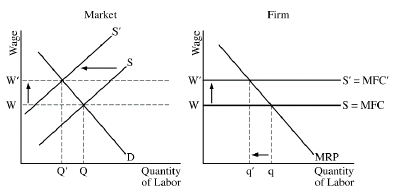 Market
Wage
S′
S
W′
W
D
Q′
Q
Quantity
of Labor
Firm
Wage
W′
S′ = MFC′
W
S = MFC
MRP
q′
q
Quantity
of Labor